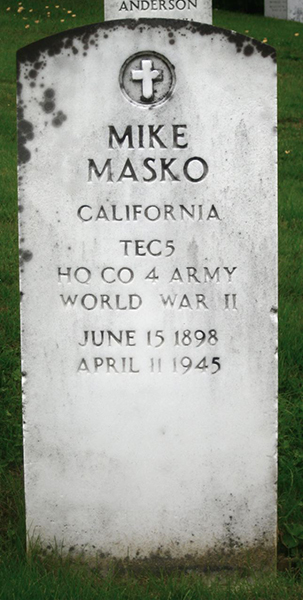 ANDERSON
MIKE
MASKO
CALIFORNIA
TEC5
HQ CO 4 ARMY
WORLD WAR II
JUNE 15 1898
APRIL 11 1945